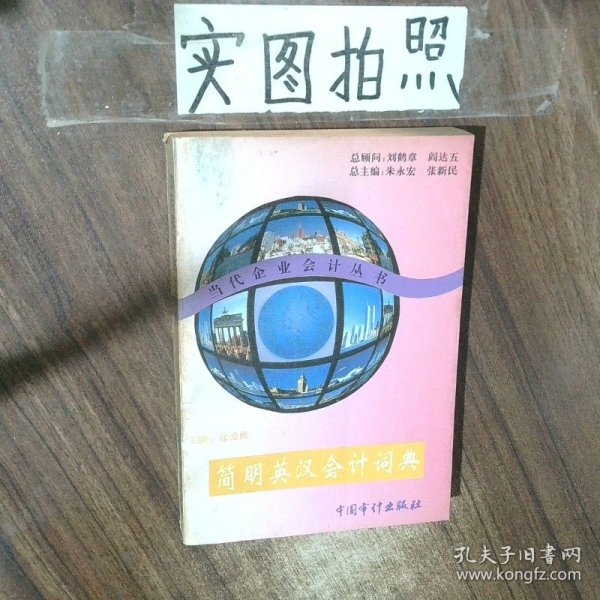 实图拍照
总顾问：刘鹤章 阎达五
总主编：朱永宏 张新民
当代企业会计丛书
简明英汉会计词典
中国审计出版社
孔夫子旧书网
www.kongfz.com